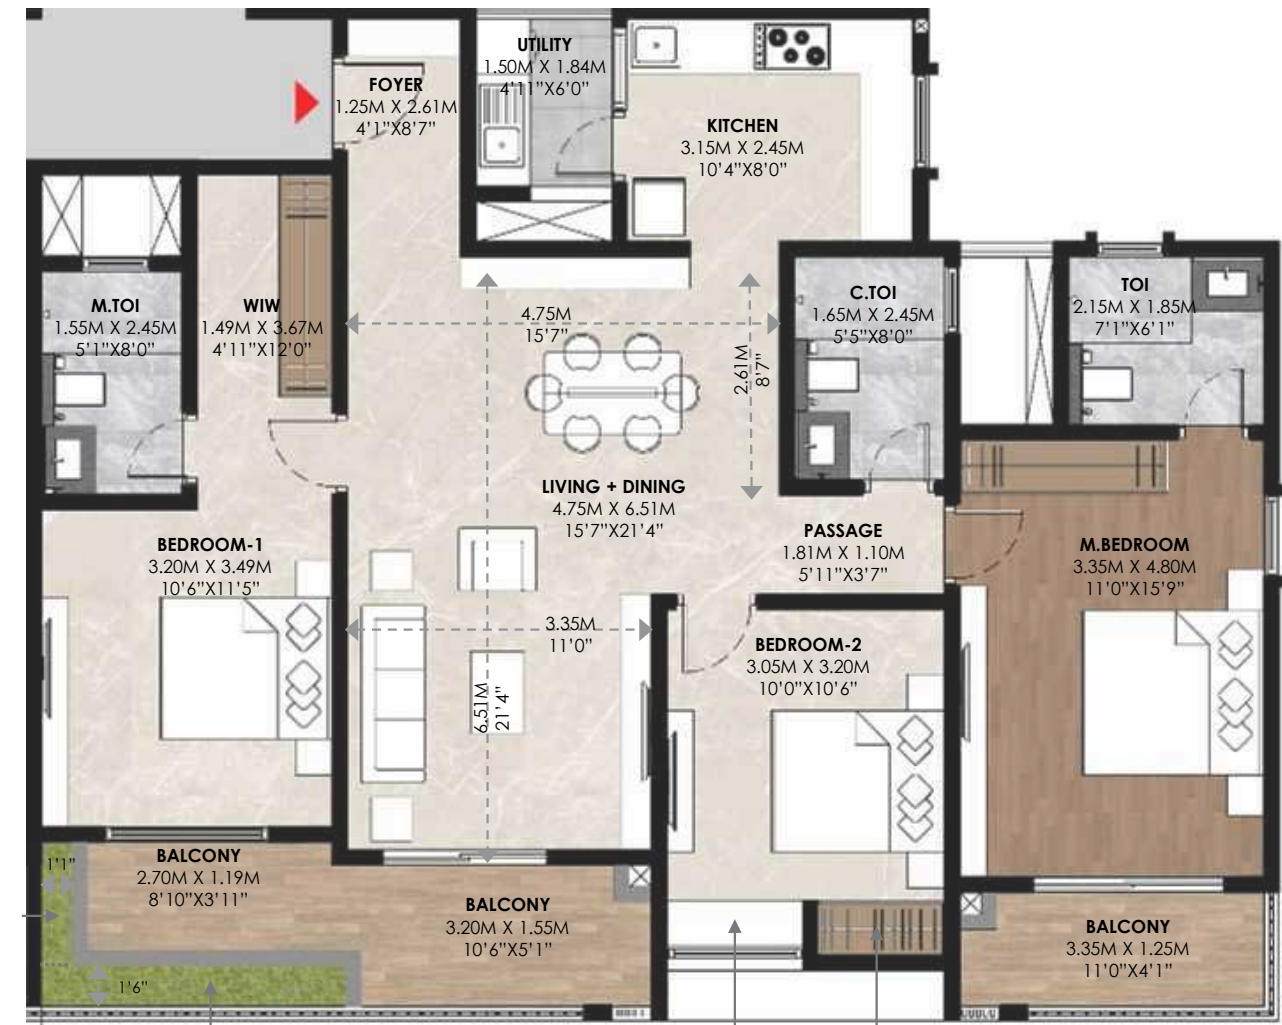 UTILITY
1.50M X 1.84M
4'11"X6'0"
FOYER
1.25M X 2.61M
4'1"X8'7"
KITCHEN
3.15M X 2.45M
10'4"X8'0"
M.TOI
1.55M X 2.45M
5'1"X8'0"
WIW
1.49M X 3.67M
4'11"X12'0"
4.75M
15'7"
2.61M
8'7"
C.TOI
1.65M X 2.45M
5'5"X8'0"
TOI
2.15M X 1.85M
7'1"X6'1"
LIVING + DINING
4.75M X 6.51M
15'7"X21'4"
PASSAGE
1.81M X 1.10M
5'11"X3'7"
BEDROOM-1
3.20M X 3.49M
10'6"X11'5"
M.BEDROOM
3.35M X 4.80M
11'0"X15'9"
3.35M
11'0"
6.51M
21'4"
BEDROOM-2
3.05M X 3.20M
10'0"X10'6"
1'1"
BALCONY
2.70M X 1.19M
8'10"X3'11"
BALCONY
3.20M X 1.55M
10'6"X5'1"
BALCONY
3.35M X 1.25M
11'0"X4'1"
1'6"